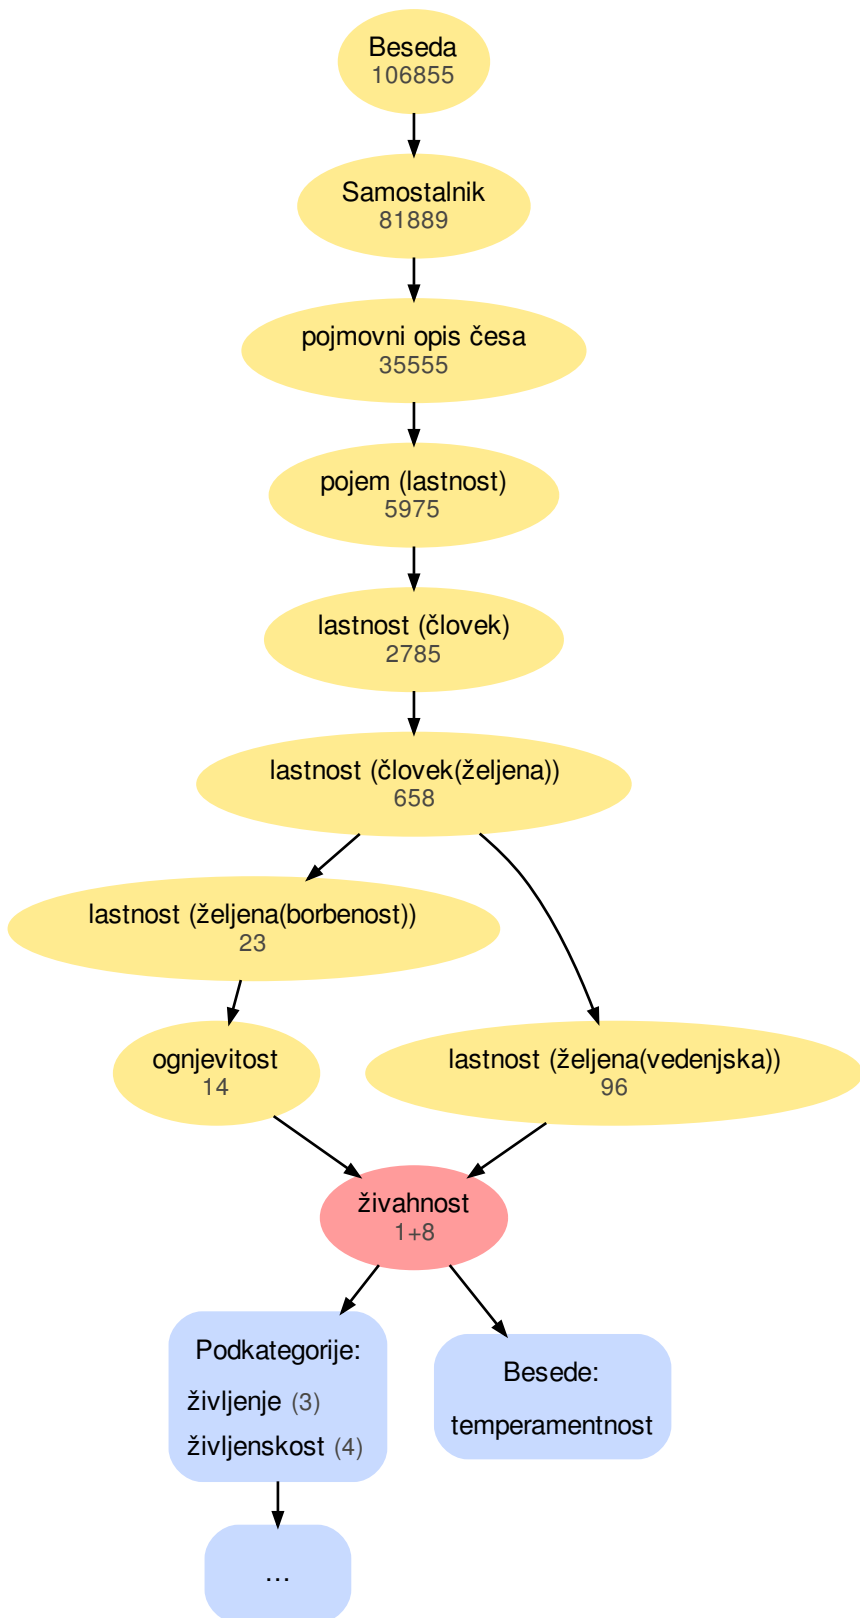 Beseda
106855
Samostalnik
81889
pojmovni opis česa
35555
pojem (lastnost)
5975
lastnost (človek)
2785
lastnost (človek(željena))
658
lastnost (željena(borbenost))
23
ognjevitost
14
lastnost (željena(vedenjska))
96
živahnost
1+8
Podkategorije:
življenje (3)
življenskost (4)
Besede:
temperamentnost
...